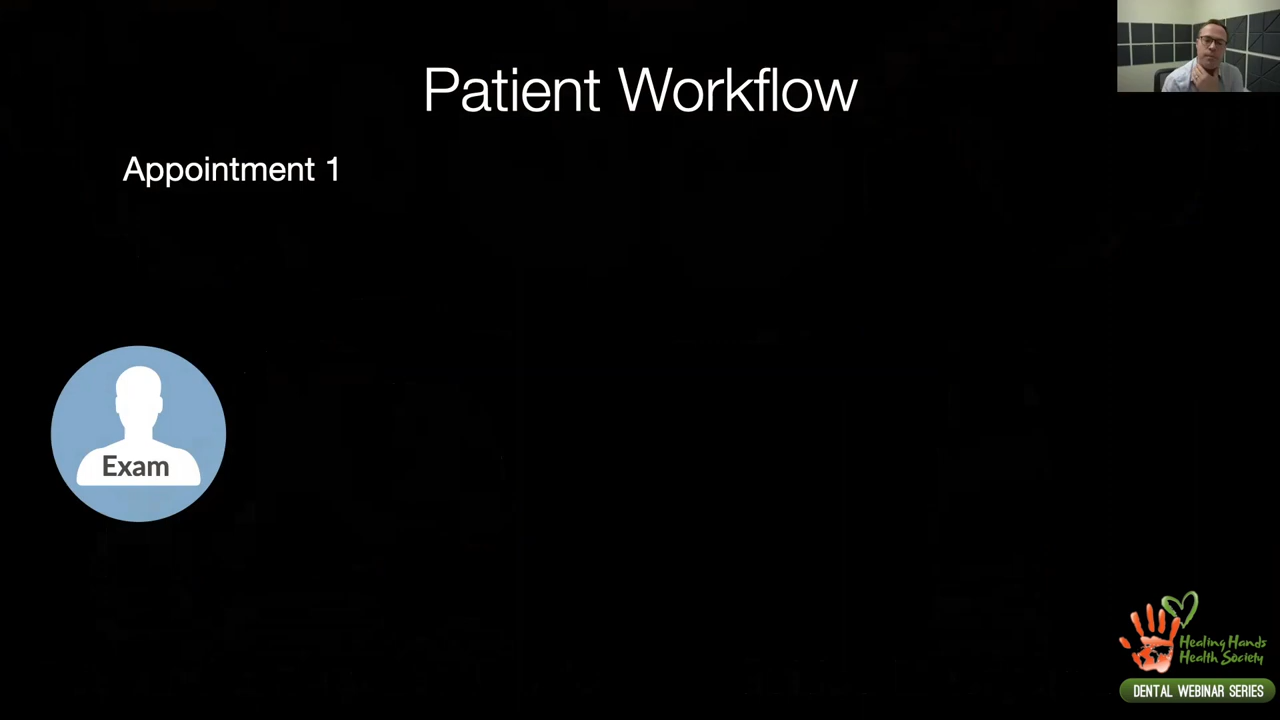 Patient Workflow
Appointment 1
Exam
Healing Hands
Health Society
DENTAL WEBINAR SERIES